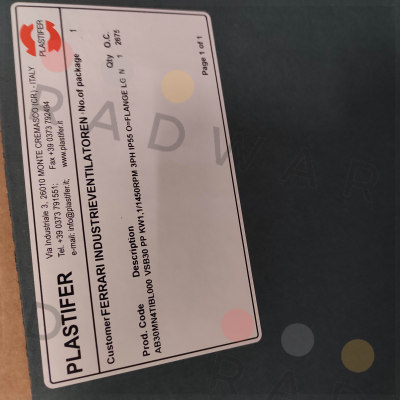 PLASTIFER
PLASTIFER
Via Industriale 3, 26010 MONTE CREMASCO (CR) - ITALY
Tel. +39 0373 791551; Fax +39 0373 792494
e-mail: info@plastifer.it; www.plastifer.it
Customer FERRARI INDUSTRIEVENTILATOREN No.of package 1
Prod. Code Description Qty O.C.
AB30MN4TIBL000 VSB30 PP KW1,1/1450RPM 3PH IP55 O=FLANGE LG N 1 2675
Page 1 of 1